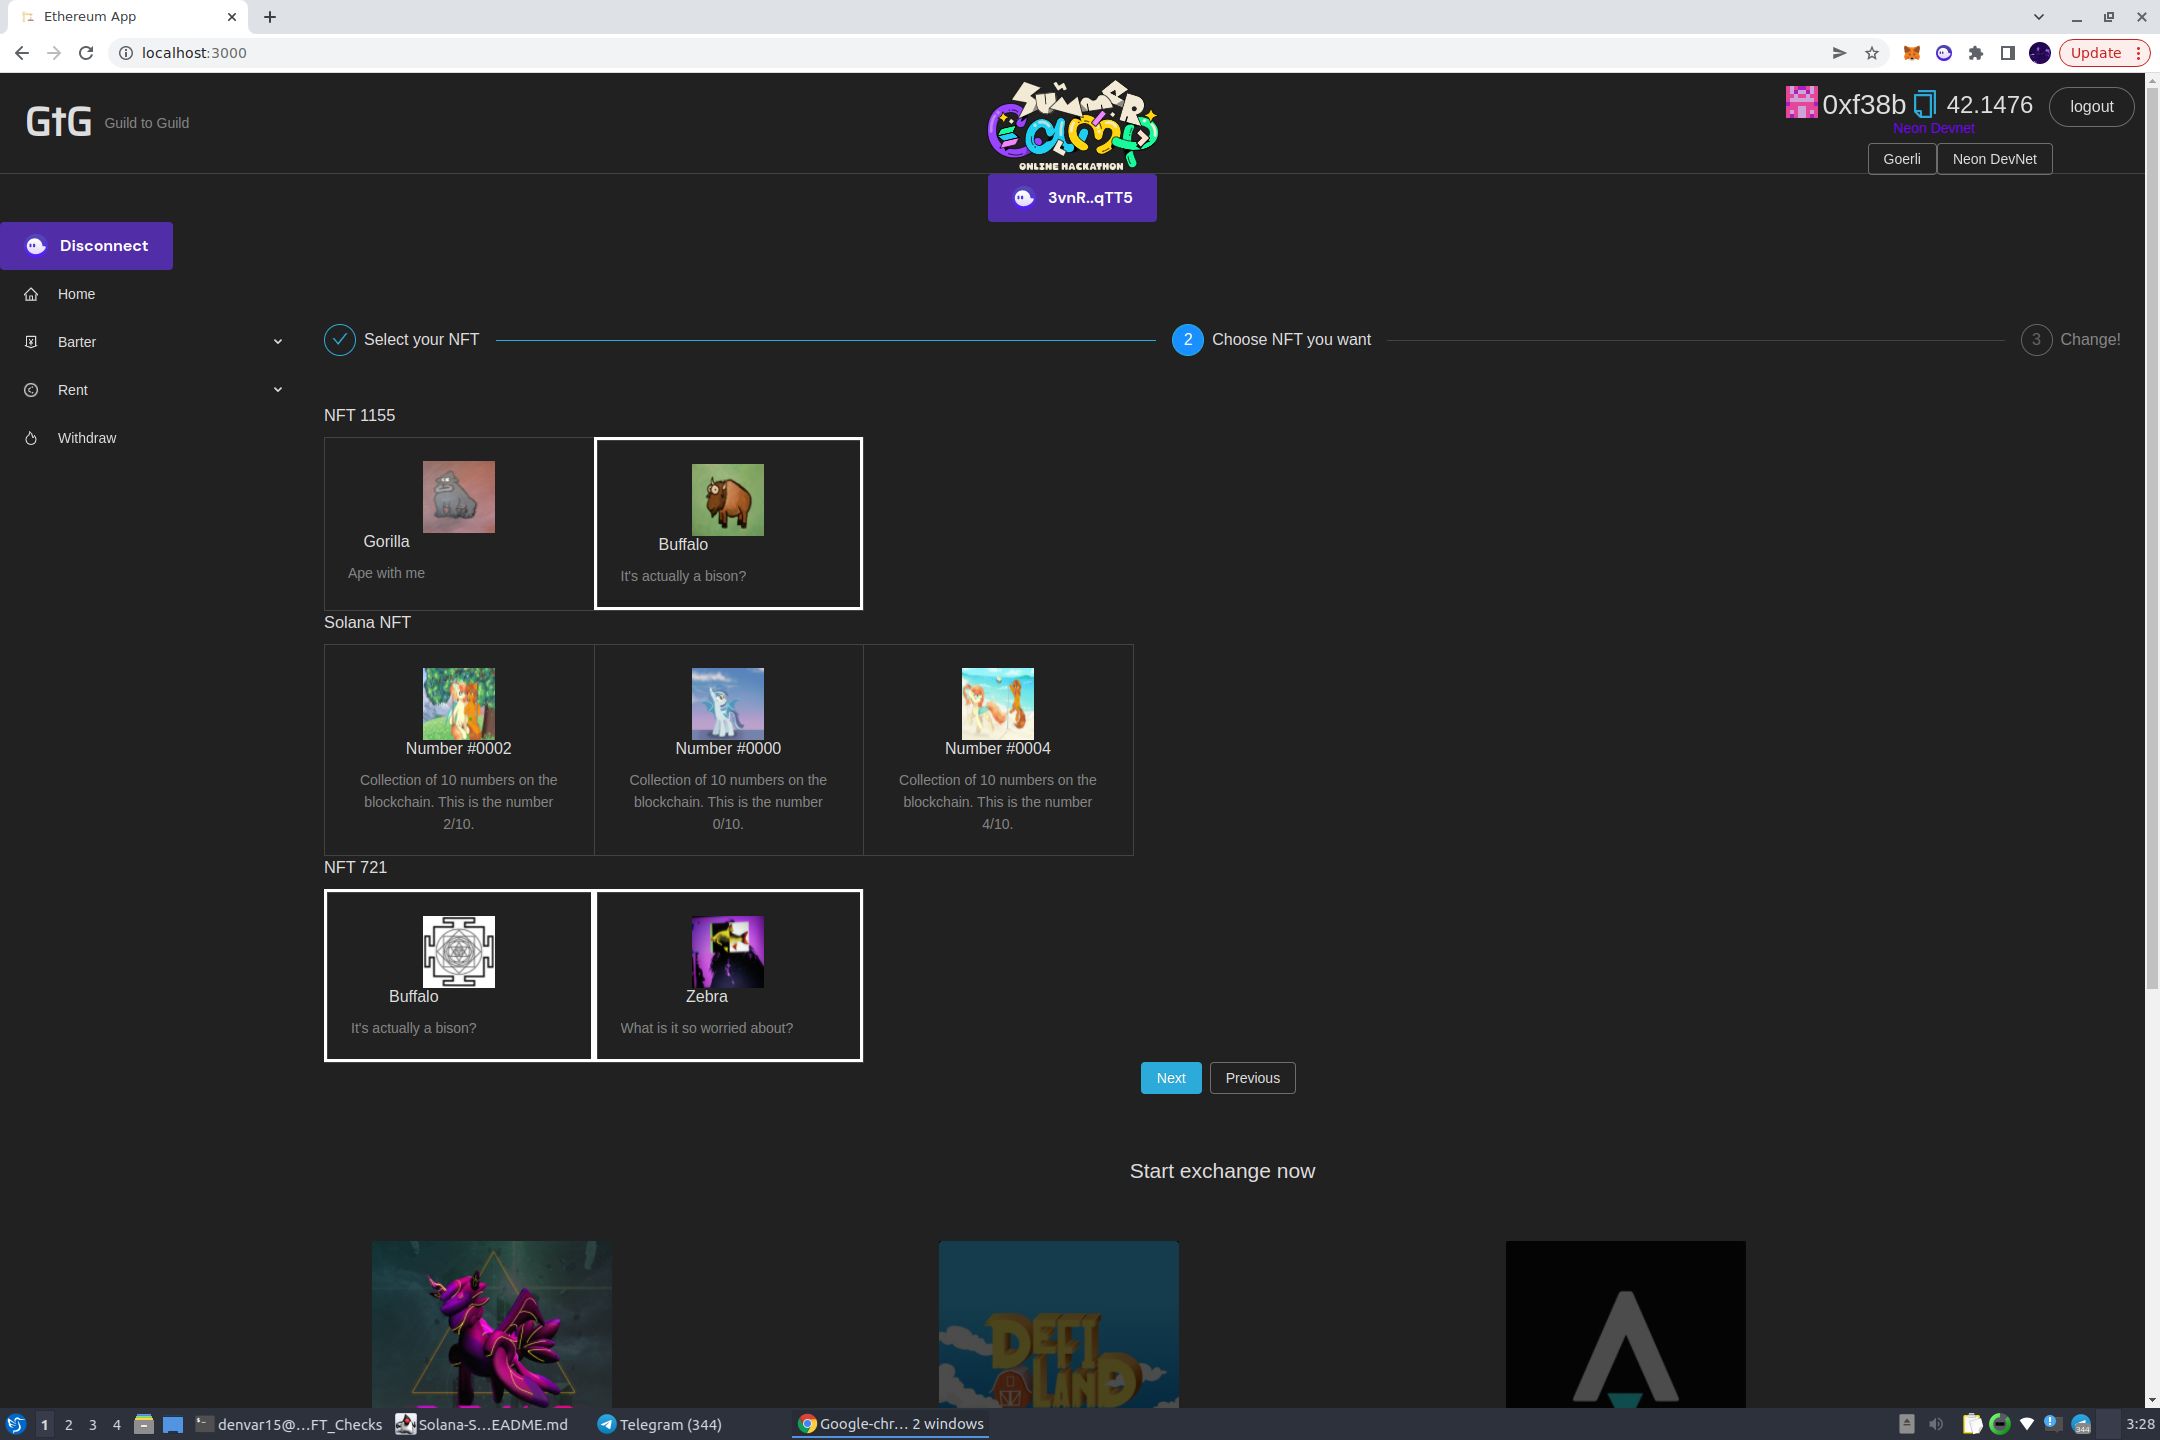 Ethereum App
localhost:3000
Update
GtG
Guild to Guild
SUMMER
CAMP
ONLINE HACKATHON
0xf38b
42.1476
logout
Neon Devnet
Goerli
Neon DevNet
3vnR..qTT5
Disconnect
Home
Barter
Rent
Withdraw
Select your NFT
2
Choose NFT you want
3
Change!
NFT 1155
Gorilla
Ape with me
Buffalo
It's actually a bison?
Solana NFT
Number #0002
Collection of 10 numbers on the
blockchain. This is the number
2/10.
Number #0000
Collection of 10 numbers on the
blockchain. This is the number
0/10.
Number #0004
Collection of 10 numbers on the
blockchain. This is the number
4/10.
NFT 721
Buffalo
It's actually a bison?
Zebra
What is it so worried about?
Next
Previous
Start exchange now
DEFI
LAND
1
2
3
4
denvar15@...FT_Checks
Solana-S...EADME.md
Telegram (344)
Google-chr... 2 windows
344
3:28